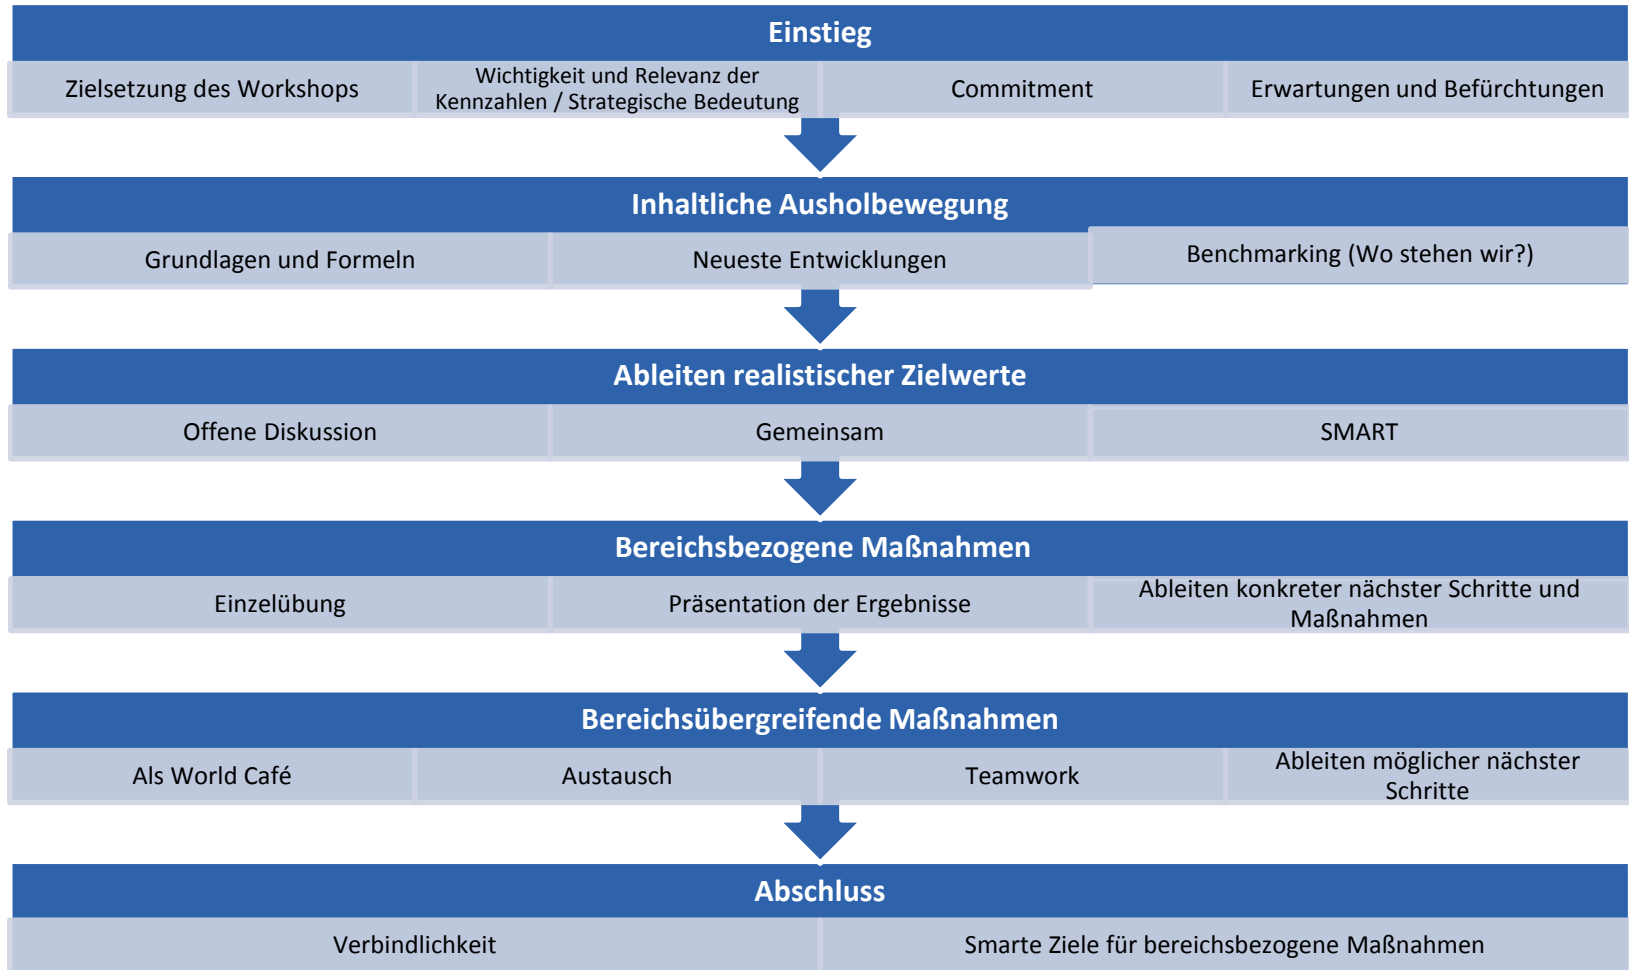 Einstieg
Zielsetzung des Workshops
Wichtigkeit und Relevanz der
Kennzahlen / Strategische Bedeutung
Commitment
Erwartungen und Befürchtungen
Inhaltliche Ausholbewegung
Grundlagen und Formeln
Neueste Entwicklungen
Benchmarking (Wo stehen wir?)
Ableiten realistischer Zielwerte
Offene Diskussion
Gemeinsam
SMART
Bereichsbezogene Maßnahmen
Einzelübung
Präsentation der Ergebnisse
Ableiten konkreter nächster Schritte und
Maßnahmen
Bereichsübergreifende Maßnahmen
Als World Café
Austausch
Teamwork
Ableiten möglicher nächster
Schritte
Abschluss
Verbindlichkeit
Smarte Ziele für bereichsbezogene Maßnahmen